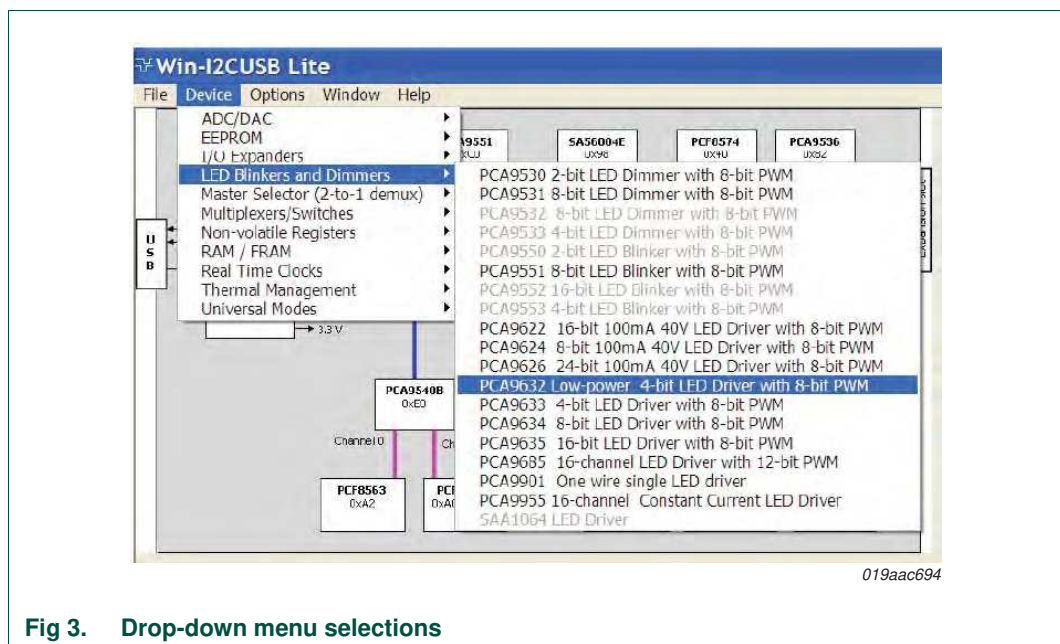 Win-I2CUSB Lite
File Device Options Window Help
ADC/DAC
EEPROM
I/O Expanders
LED Blinkers and Dimmers
Master Selector (2-to-1 demux)
Multiplexers/Switches
Non-volatile Registers
RAM / FRAM
Real Time Clocks
Thermal Management
Universal Modes
SA56004E
0x98
PCF8574
0x40
PCA9536
0x82
PCA9530 2-bit LED Dimmer with 8-bit PWM
PCA9531 8-bit LED Dimmer with 8-bit PWM
PCA9532 8-bit LED Dimmer with 8-bit PWM
PCA9533 4-bit LED Dimmer with 8-bit PWM
PCA9550 2-bit LED Blinker with 8-bit PWM
PCA9551 8-bit LED Blinker with 8-bit PWM
PCA9552 16-bit LED Blinker with 8-bit PWM
PCA9553 4-bit LED Blinker with 8-bit PWM
PCA9622 16-bit 100mA 40V LED Driver with 8-bit PWM
PCA9624 8-bit 100mA 40V LED Driver with 8-bit PWM
PCA9626 24-bit 100mA 40V LED Driver with 8-bit PWM
PCA9632 Low-power 4-bit LED Driver with 8-bit PWM
PCA9633 4-bit LED Driver with 8-bit PWM
PCA9634 8-bit LED Driver with 8-bit PWM
PCA9635 16-bit LED Driver with 8-bit PWM
PCA9685 16-channel LED Driver with 12-bit PWM
PCA9901 One wire single LED driver
PCA9955 16-channel Constant Current LED Driver
SAA1064 LED Driver
USB
3.3 V
PCA9540B
0xE0
Channel 0
Ch
PCF8563
0xA2
PCF
0xA
019aac694
Fig 3. Drop-down menu selections